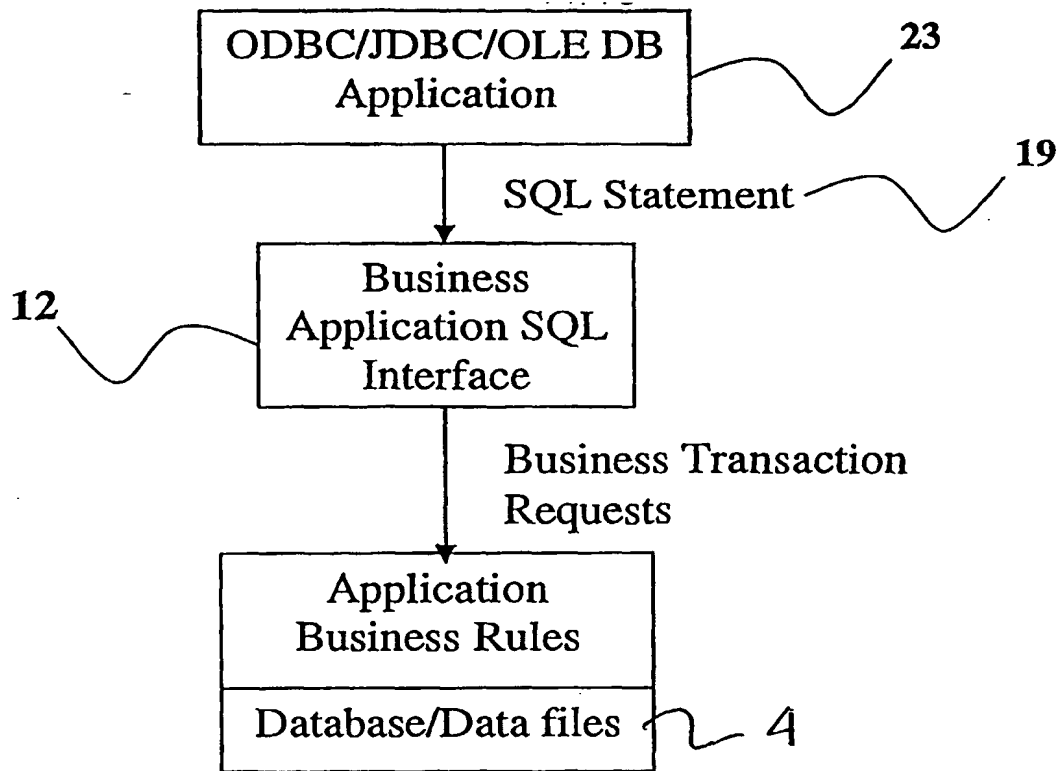 ODBC/JDBC/OLE DB
Application
23
SQL Statement
19
Business
Application SQL
Interface
12
Business Transaction
Requests
Application
Business Rules
Database/Data files
4